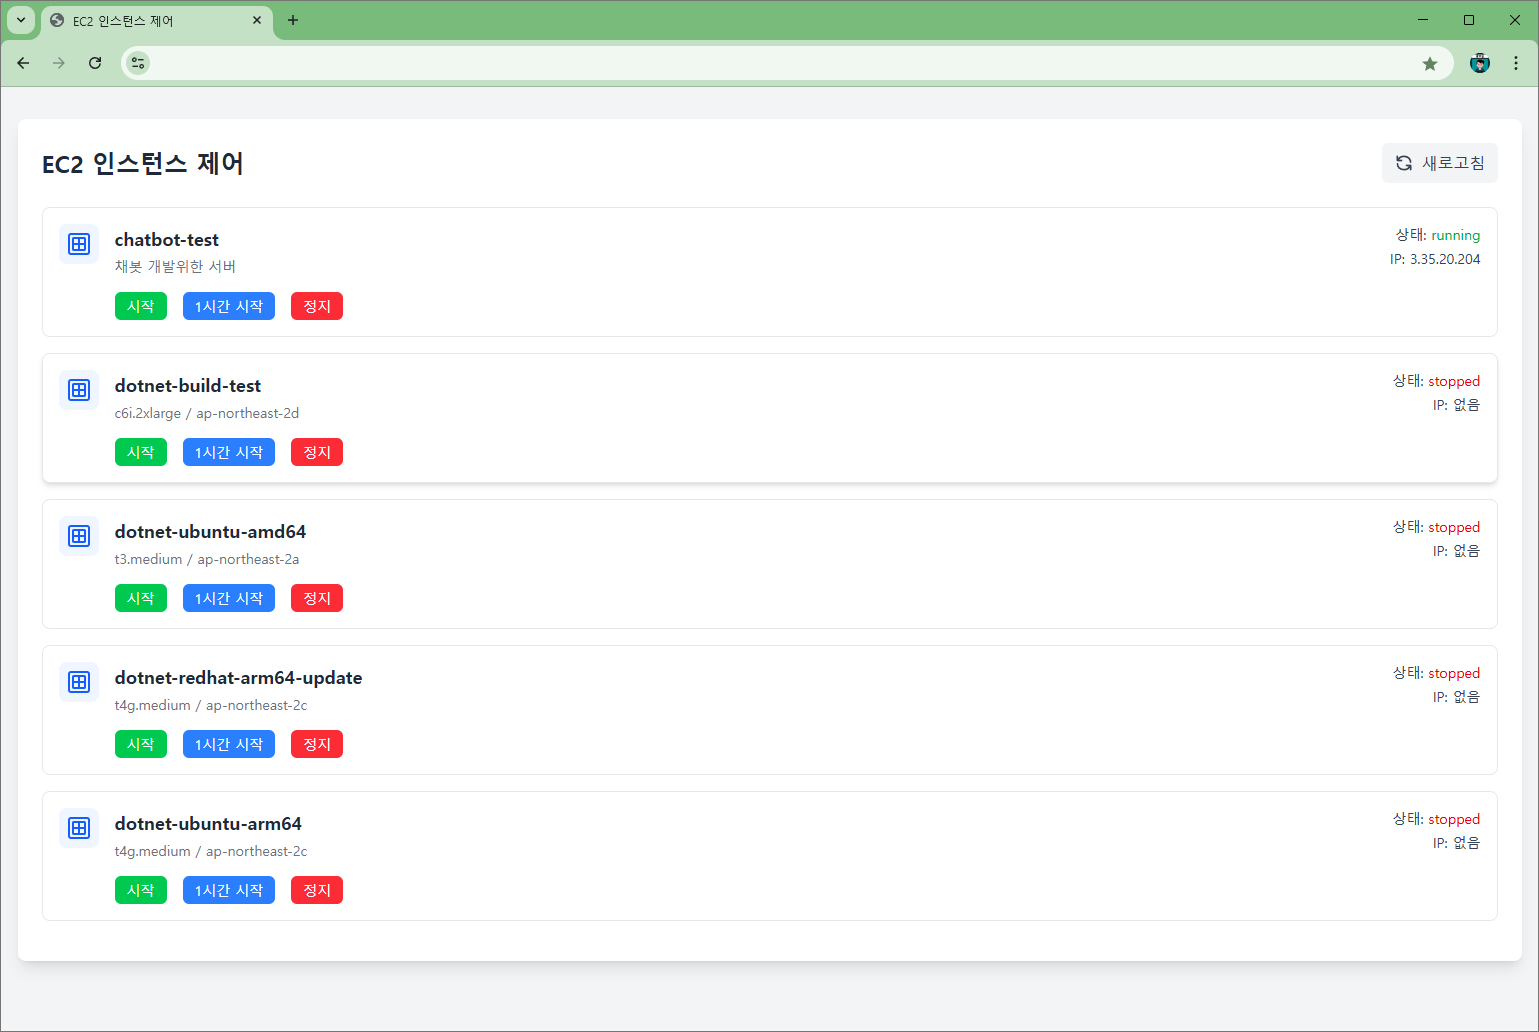 EC2 인스턴스 제어
EC2 인스턴스 제어
새로고침
chatbot-test
채봇 개발위한 서버
시작 1시간 시작 정지
상태: running
IP: 3.35.20.204
dotnet-build-test
c6i.2xlarge / ap-northeast-2d
시작 1시간 시작 정지
상태: stopped
IP: 없음
dotnet-ubuntu-amd64
t3.medium / ap-northeast-2a
시작 1시간 시작 정지
상태: stopped
IP: 없음
dotnet-redhat-arm64-update
t4g.medium / ap-northeast-2c
시작 1시간 시작 정지
상태: stopped
IP: 없음
dotnet-ubuntu-arm64
t4g.medium / ap-northeast-2c
시작 1시간 시작 정지
상태: stopped
IP: 없음